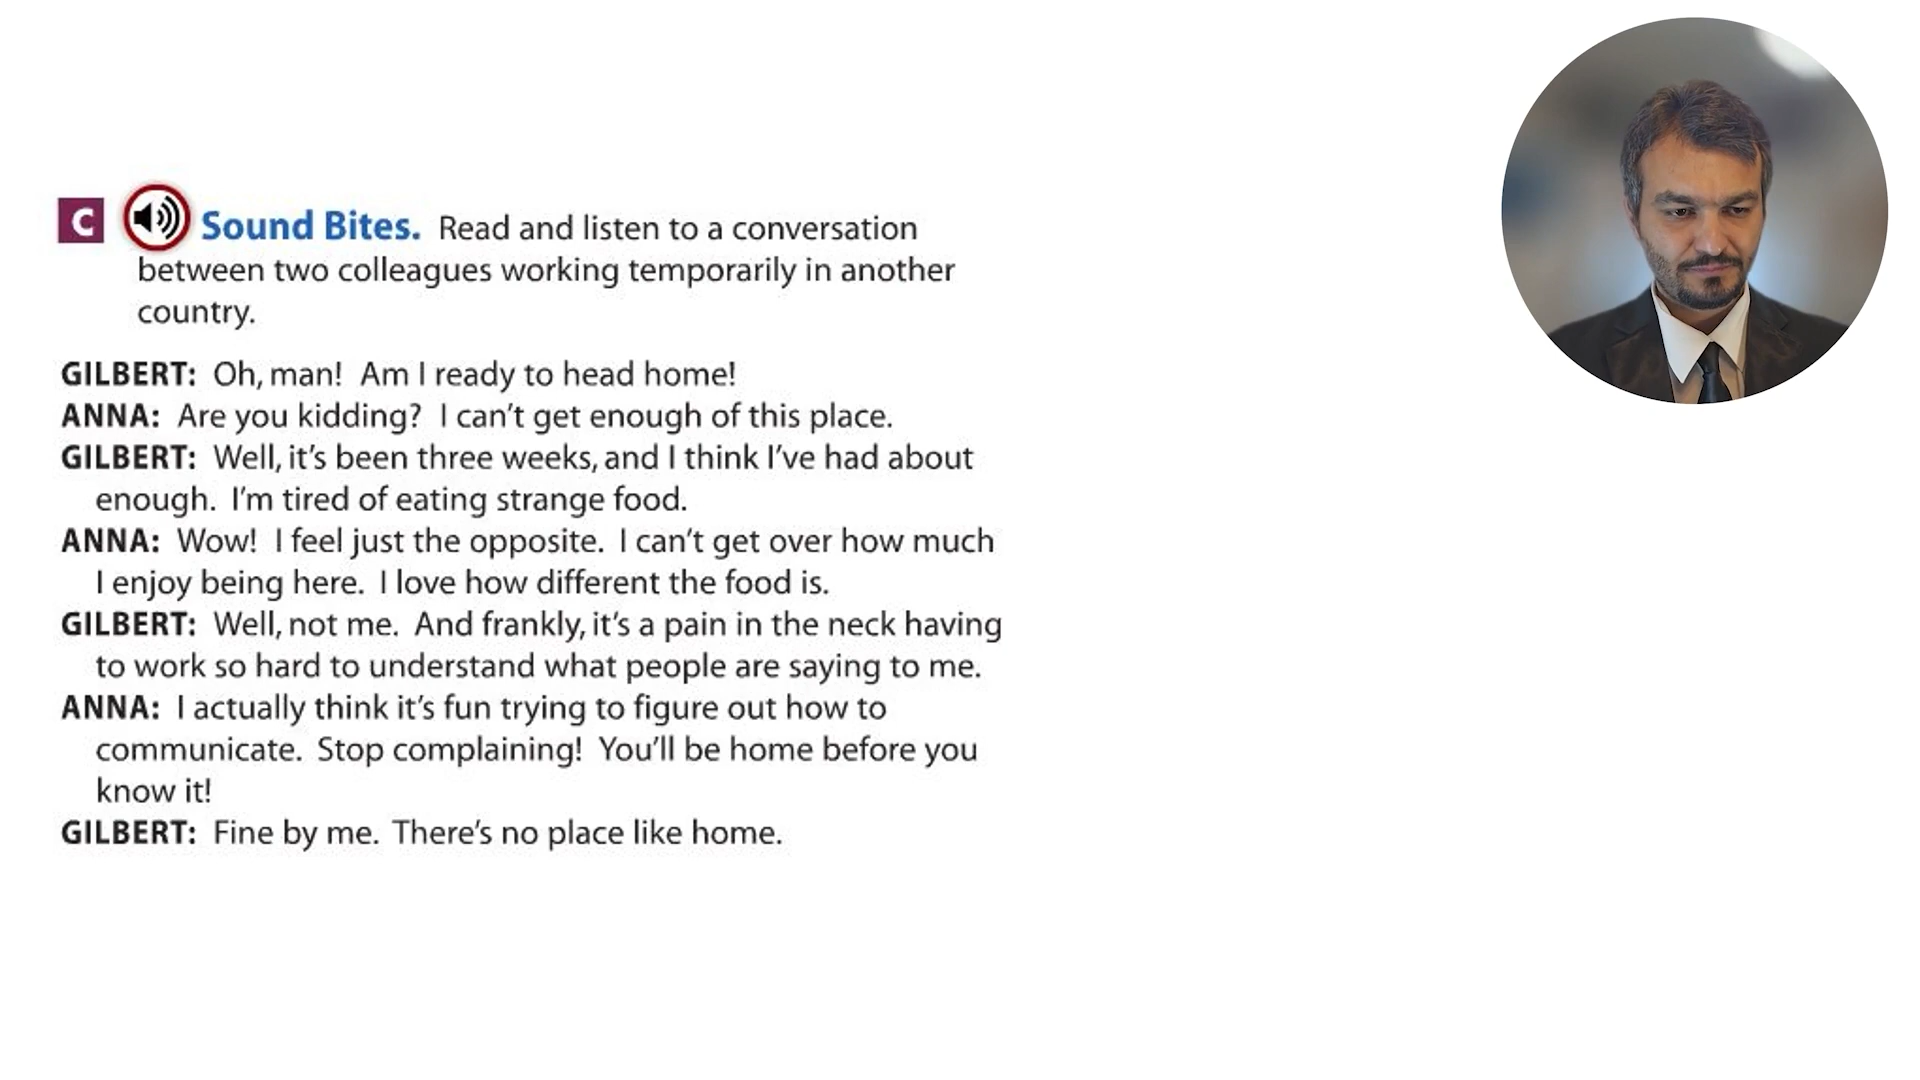 C Sound Bites. Read and listen to a conversation
between two colleagues working temporarily in another
country.
GILBERT: Oh, man! Am I ready to head home!
ANNA: Are you kidding? I can't get enough of this place.
GILBERT: Well, it's been three weeks, and I think I've had about
enough. I'm tired of eating strange food.
ANNA: Wow! I feel just the opposite. I can't get over how much
I enjoy being here. I love how different the food is.
GILBERT: Well, not me. And frankly, it's a pain in the neck having
to work so hard to understand what people are saying to me.
ANNA: I actually think it's fun trying to figure out how to
communicate. Stop complaining! You'll be home before you
know it!
GILBERT: Fine by me. There's no place like home.